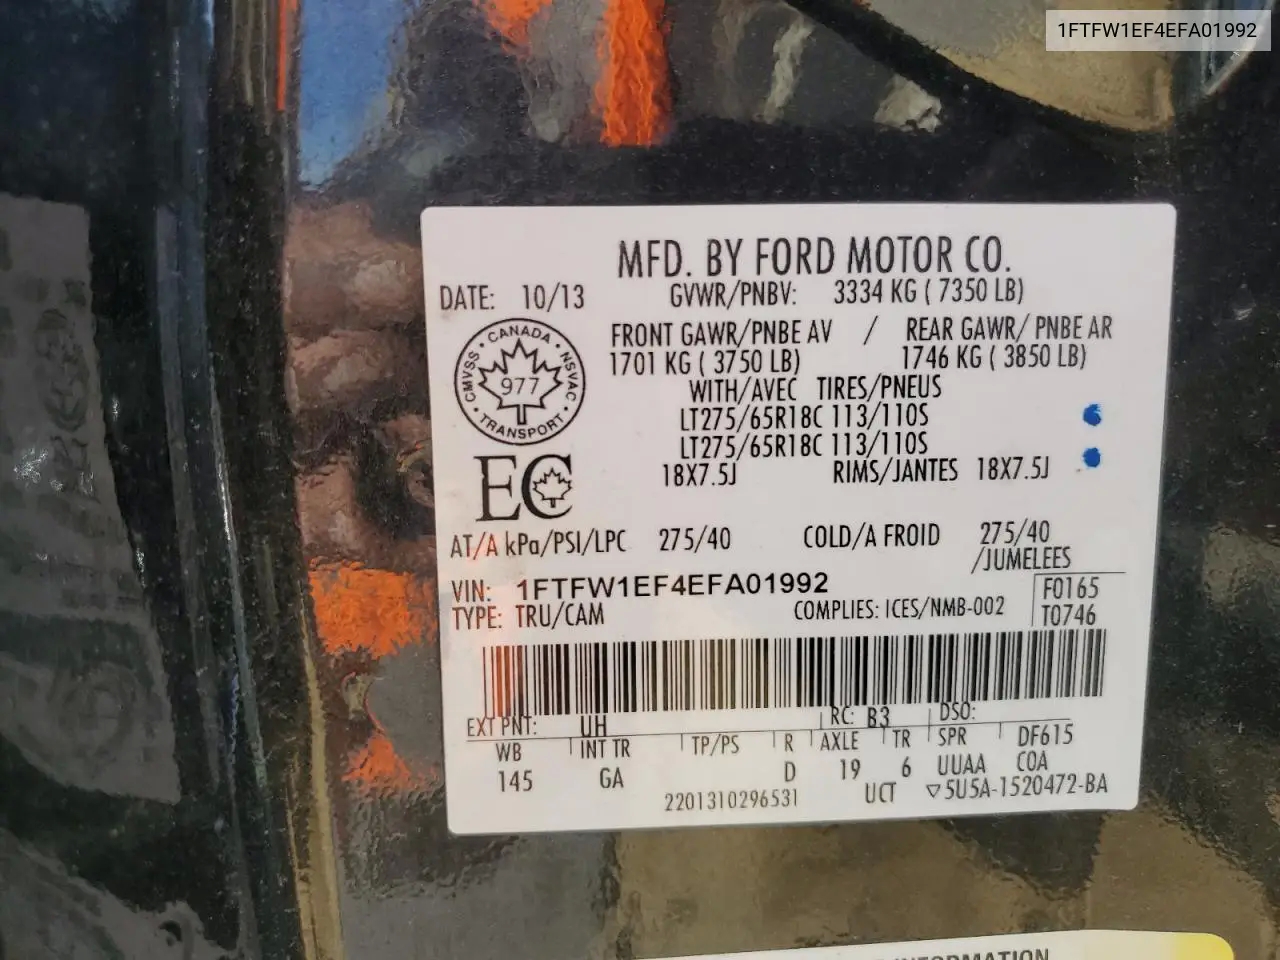 1FTFW1EF4EFA01992
MFD. BY FORD MOTOR CO.
DATE: 10/13 GVWR/PNBV: 3334 KG ( 7350 LB)
FRONT GAWR/PNBE AV / REAR GAWR/ PNBE AR
1701 KG ( 3750 LB) 1746 KG ( 3850 LB)
WITH/AVEC TIRES/PNEUS
LT275/65R18C 113/110S
LT275/65R18C 113/110S
18X7.5J RIMS/JANTES 18X7.5J
CANADA • NSVAC • TRANSPORT • CMVSS •
977
EC
AT/A kPa/PSI/LPC 275/40 COLD/A FROID 275/40
/JUMELEES
VIN: 1FTFW1EF4EFA01992 F0165
TYPE: TRU/CAM COMPLIES: ICES/NMB-002 T0746
EXT PNT: UH RC: B3 DSO:
WB INT TR TP/PS R AXLE TR SPR DF615
145 GA D 19 6 UUAA COA
2201310296531 UCT ▽5U5A-1520472-BA
INFORMATION